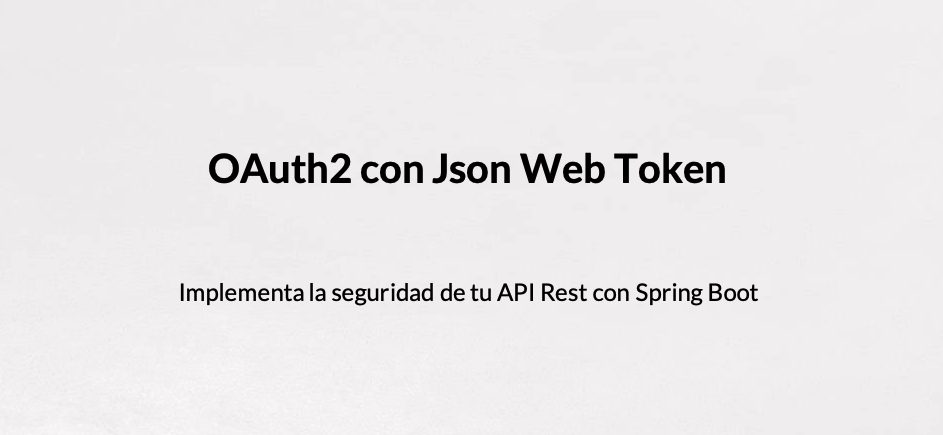 OAuth2 con Json Web Token
Implementa la seguridad de tu API Rest con Spring Boot